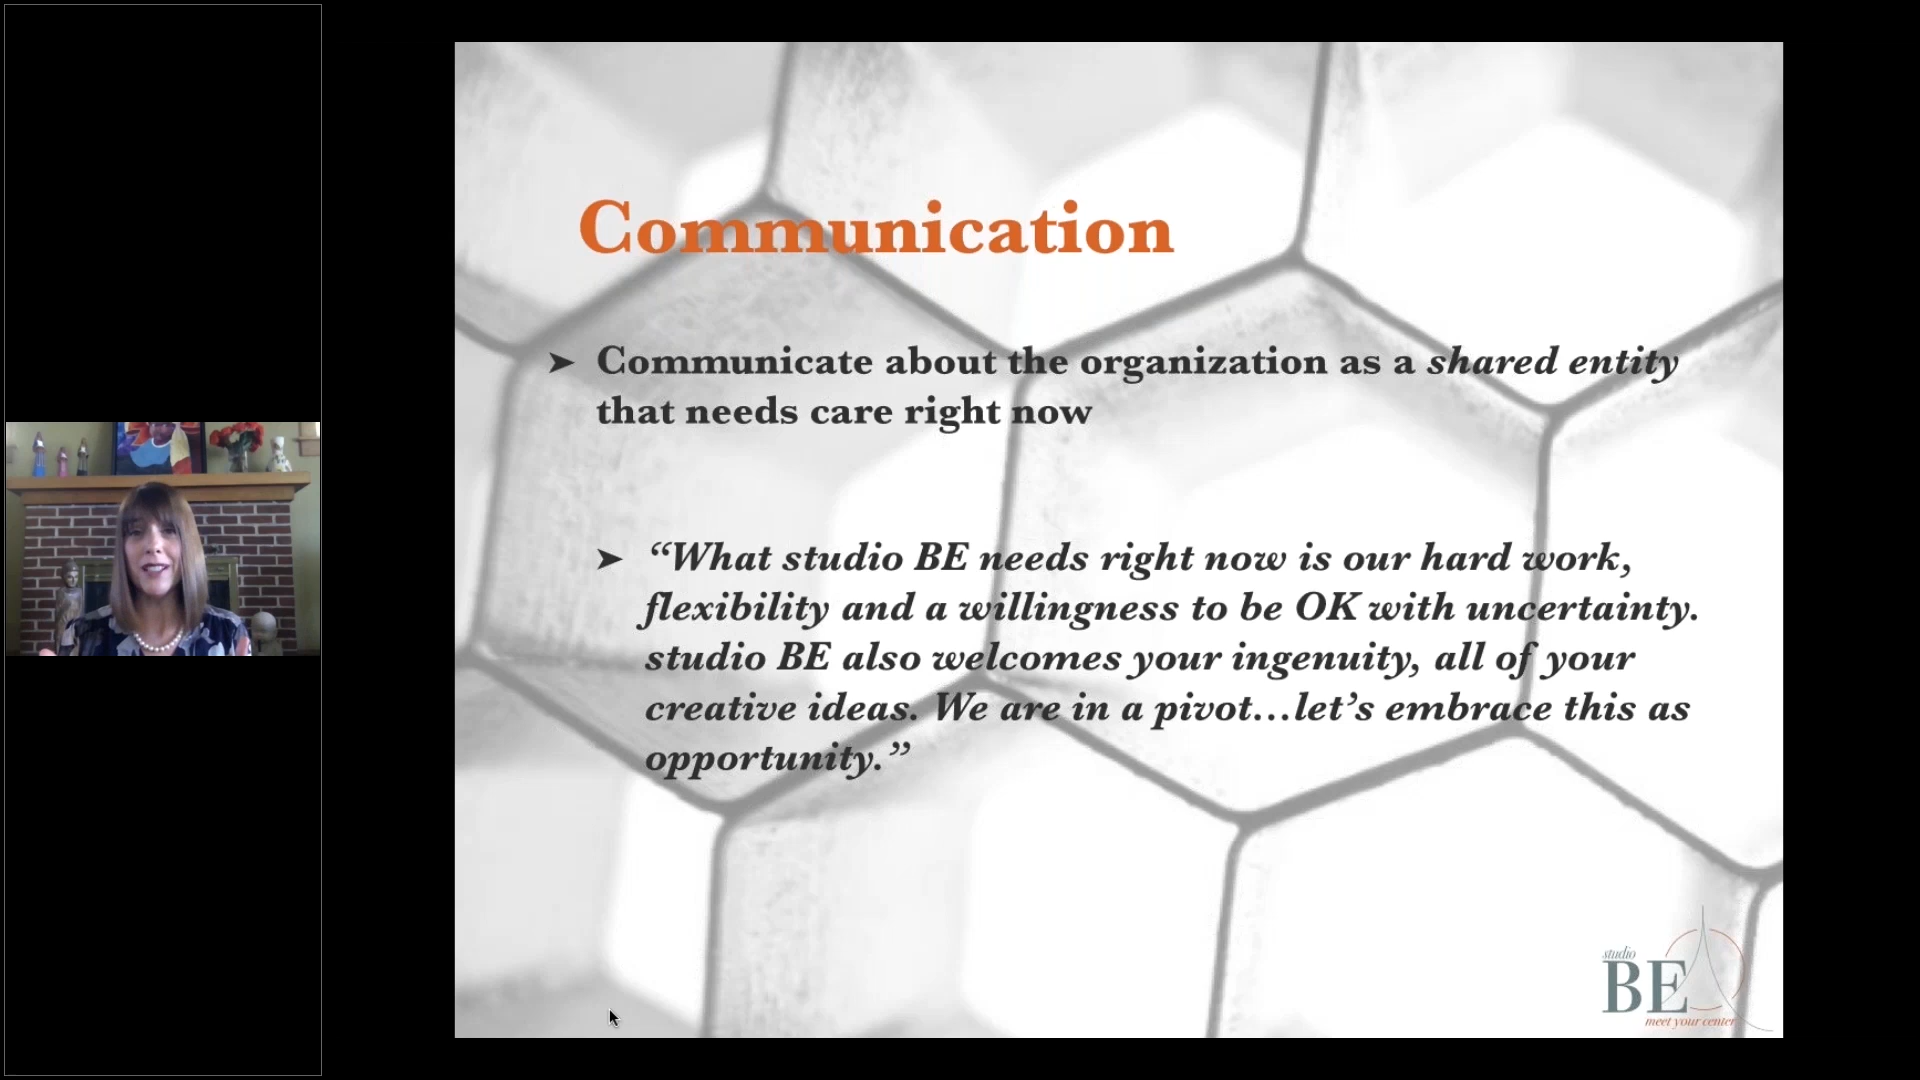 Communication
➤ Communicate about the organization as a shared entity
that needs care right now
➤ “What studio BE needs right now is our hard work,
flexibility and a willingness to be OK with uncertainty.
studio BE also welcomes your ingenuity, all of your
creative ideas. We are in a pivot…let’s embrace this as
opportunity.”
studio
BE
meet your center